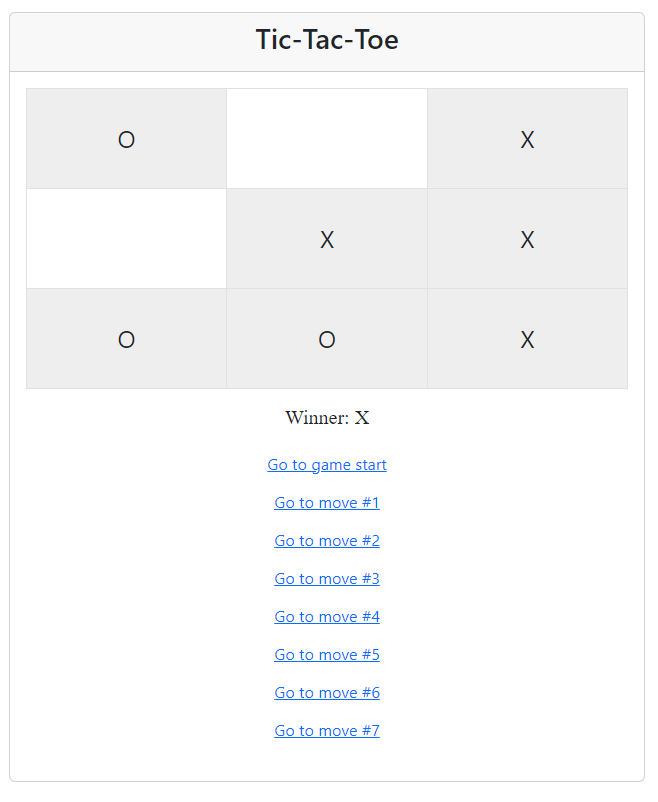 Tic-Tac-Toe
O X
X X
O O X
Winner: X
Go to game start
Go to move #1
Go to move #2
Go to move #3
Go to move #4
Go to move #5
Go to move #6
Go to move #7